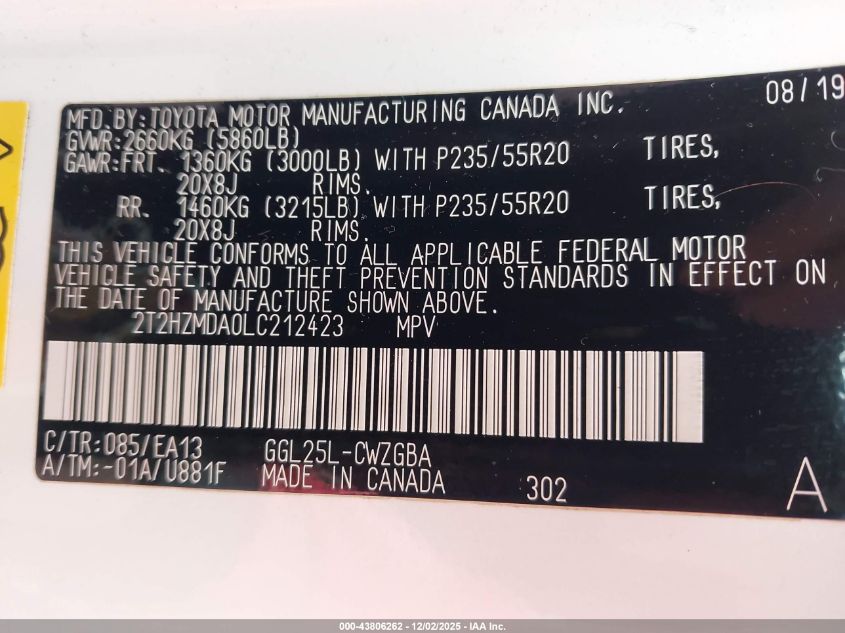 MFD.BY:TOYOTA MOTOR MANUFACTURING CANADA INC. 08/19
GVWR:2660KG (5860LB)
GAWR:FRT. 1360KG (3000LB) WITH P235/55R20 TIRES,
20X8J RIMS.
RR. 1460KG (3215LB) WITH P235/55R20 TIRES,
20X8J RIMS.
THIS VEHICLE CONFORMS TO ALL APPLICABLE FEDERAL MOTOR
VEHICLE SAFETY AND THEFT PREVENTION STANDARDS IN EFFECT ON
THE DATE OF MANUFACTURE SHOWN ABOVE.
2T2HZMDA0LC212423 MPV
C/TR:085/EA13 GGL25L-CWZGBA
A/TM:-01A/U881F MADE IN CANADA 302 A
000-43806262 - 12/02/2025 - IAA Inc.